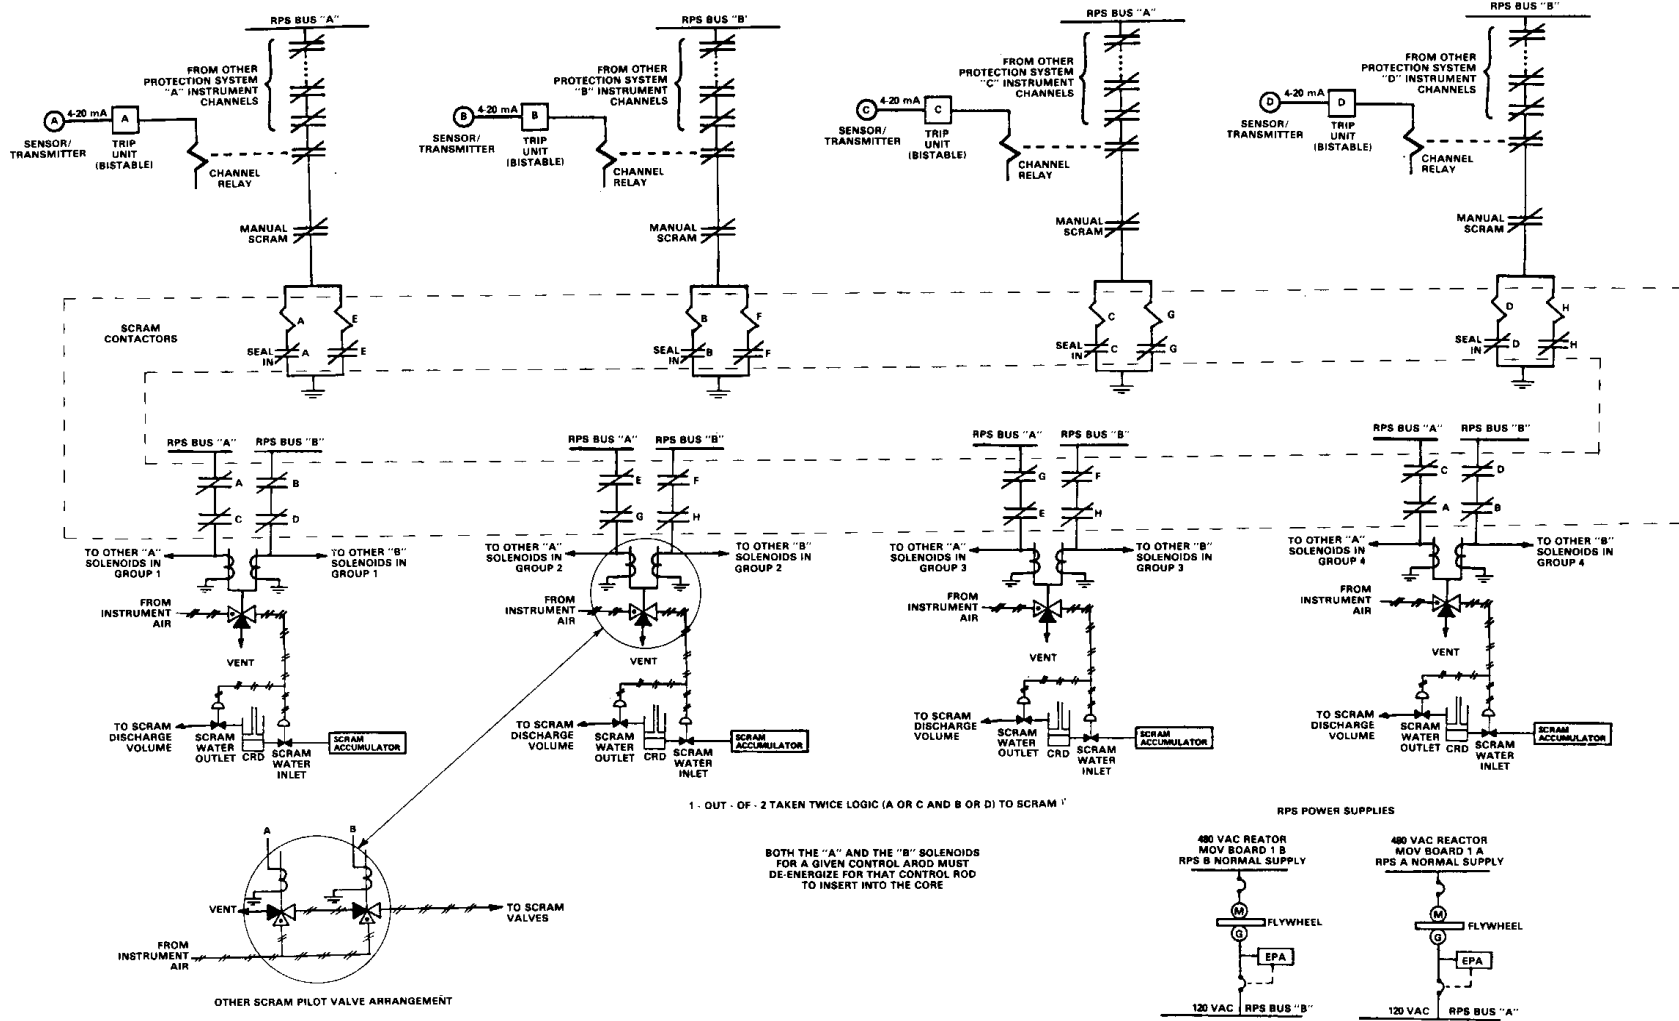 RPS BUS "A"
RPS BUS "B'
RPS BUS "A"
RPS BUS "B"
FROM OTHER
PROTECTION SYSTEM
"A" INSTRUMENT
CHANNELS
FROM OTHER
PROTECTION SYSTEM
"B" INSTRUMENT
CHANNELS
FROM OTHER
PROTECTION SYSTEM
"C" INSTRUMENT
CHANNELS
FROM OTHER
PROTECTION SYSTEM
"D" INSTRUMENT
CHANNELS
A 4-20 mA A
B 4-20 mA B
C 4-20 mA C
D 4-20 mA D
SENSOR/
TRANSMITTER
TRIP
UNIT
(BISTABLE)
CHANNEL
RELAY
SENSOR/
TRANSMITTER
TRIP
UNIT
(BISTABLE)
CHANNEL
RELAY
SENSOR/
TRANSMITTER
TRIP
UNIT
(BISTABLE)
CHANNEL
RELAY
SENSOR/
TRANSMITTER
TRIP
UNIT
(BISTABLE)
CHANNEL
RELAY
MANUAL
SCRAM
MANUAL
SCRAM
MANUAL
SCRAM
MANUAL
SCRAM
SCRAM
CONTACTORS
A E
SEAL
IN
A E
B F
SEAL
IN
B F
C G
SEAL
IN
C G
D H
SEAL
IN
D H
RPS BUS "A" RPS BUS "B"
RPS BUS "A" RPS BUS "B"
RPS BUS "A" RPS BUS "B"
RPS BUS "A" RPS BUS "B"
A B
C D
E F
G H
G F
E H
C D
A B
TO OTHER "A"
SOLENOIDS IN
GROUP 1
TO OTHER "B"
SOLENOIDS IN
GROUP 1
TO OTHER "A"
SOLENOIDS IN
GROUP 2
TO OTHER "B"
SOLENOIDS IN
GROUP 2
TO OTHER "A"
SOLENOIDS IN
GROUP 3
TO OTHER "B"
SOLENOIDS IN
GROUP 3
TO OTHER "A"
SOLENOIDS IN
GROUP 4
TO OTHER "B"
SOLENOIDS IN
GROUP 4
FROM
INSTRUMENT
AIR
VENT
FROM
INSTRUMENT
AIR
VENT
FROM
INSTRUMENT
AIR
VENT
FROM
INSTRUMENT
AIR
VENT
TO SCRAM
DISCHARGE
VOLUME
SCRAM
WATER
OUTLET
CRD
SCRAM
WATER
INLET
SCRAM
ACCUMULATOR
TO SCRAM
DISCHARGE
VOLUME
SCRAM
WATER
OUTLET
CRD
SCRAM
WATER
INLET
SCRAM
ACCUMULATOR
TO SCRAM
DISCHARGE
VOLUME
SCRAM
WATER
OUTLET
CRD
SCRAM
WATER
INLET
SCRAM
ACCUMULATOR
TO SCRAM
DISCHARGE
VOLUME
SCRAM
WATER
OUTLET
CRD
SCRAM
WATER
INLET
SCRAM
ACCUMULATOR
1 - OUT - OF - 2 TAKEN TWICE LOGIC (A OR C AND B OR D) TO SCRAM
BOTH THE "A" AND THE "B" SOLENOIDS
FOR A GIVEN CONTROL AROD MUST
DE-ENERGIZE FOR THAT CONTROL ROD
TO INSERT INTO THE CORE
A B
VENT
TO SCRAM
VALVES
FROM
INSTRUMENT
AIR
OTHER SCRAM PILOT VALVE ARRANGEMENT
RPS POWER SUPPLIES
480 VAC REATOR
MOV BOARD 1 B
RPS B NORMAL SUPPLY
M
FLYWHEEL
G
EPA
120 VAC RPS BUS "B"
480 VAC REACTOR
MOV BOARD 1 A
RPS A NORMAL SUPPLY
M
FLYWHEEL
G
EPA
120 VAC RPS BUS "A"